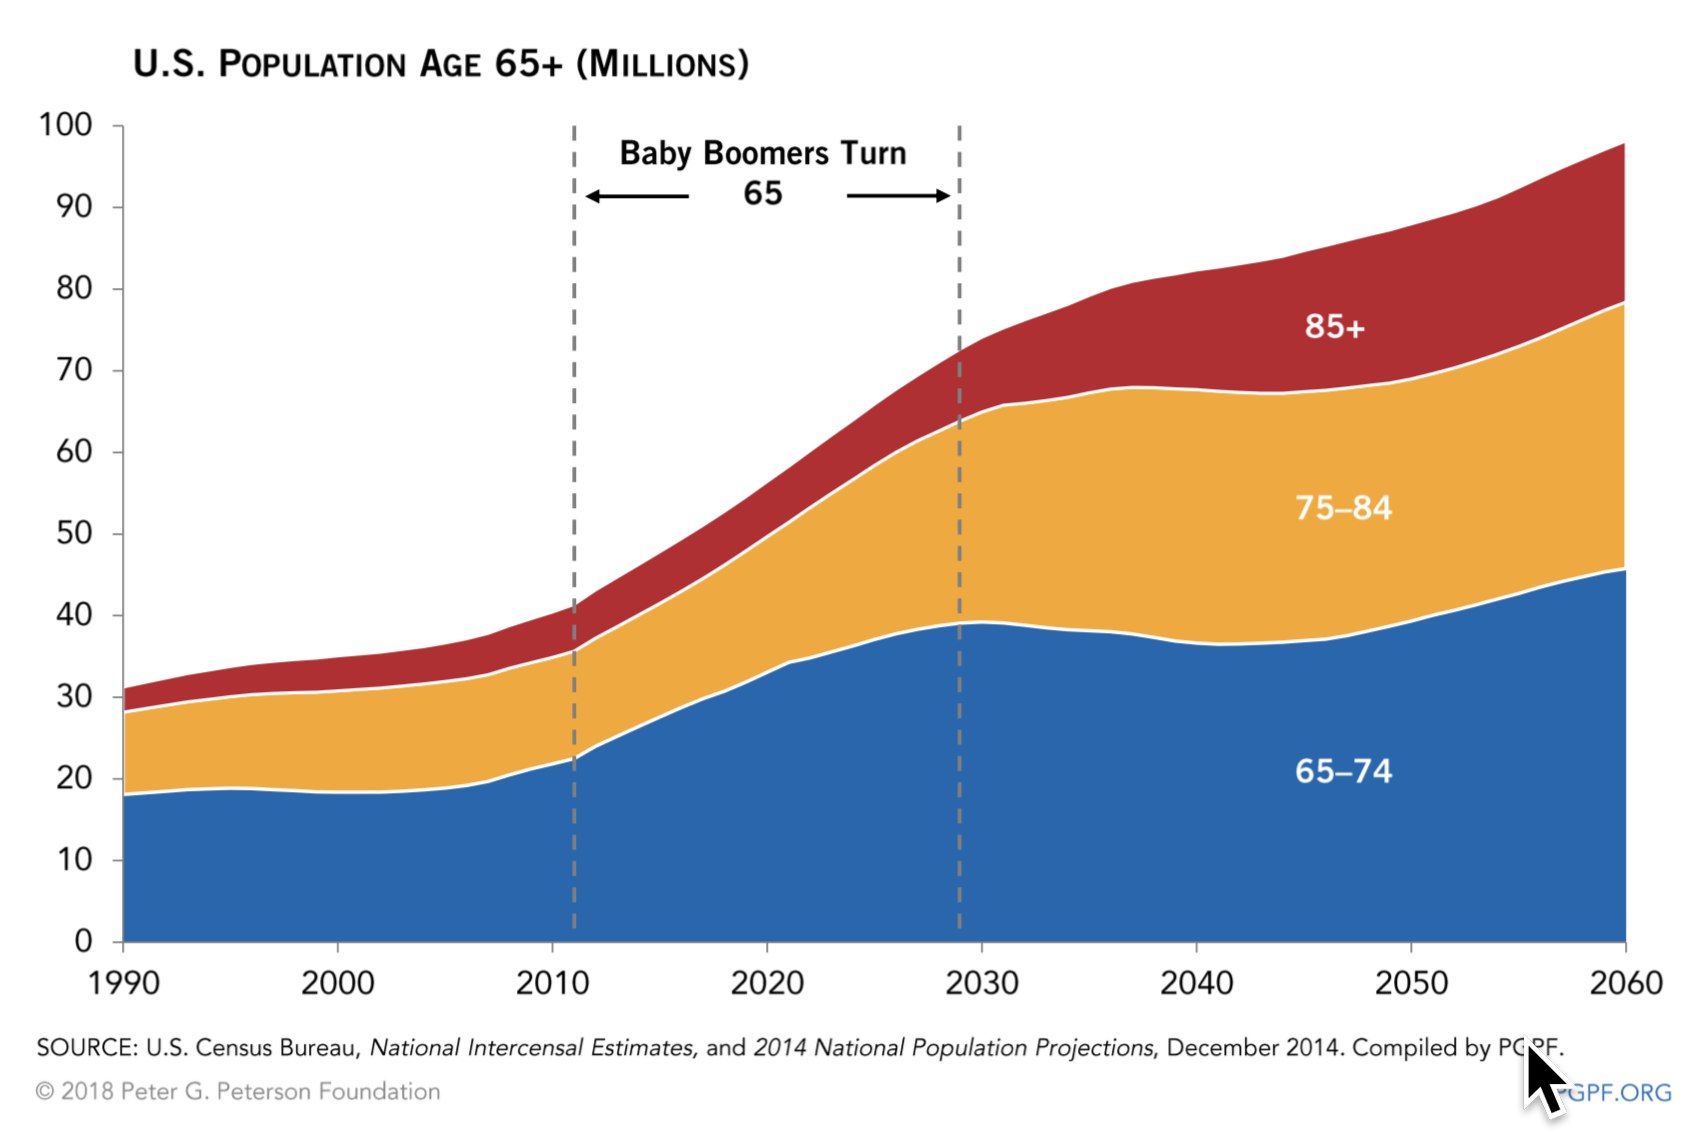 U.S. POPULATION AGE 65+ (MILLIONS)
100
90
80
70
60
50
40
30
20
10
0
Baby Boomers Turn
65
85+
75–84
65–74
1990 2000 2010 2020 2030 2040 2050 2060
SOURCE: U.S. Census Bureau, National Intercensal Estimates, and 2014 National Population Projections, December 2014. Compiled by PGPF.
© 2018 Peter G. Peterson Foundation
PGPF.ORG